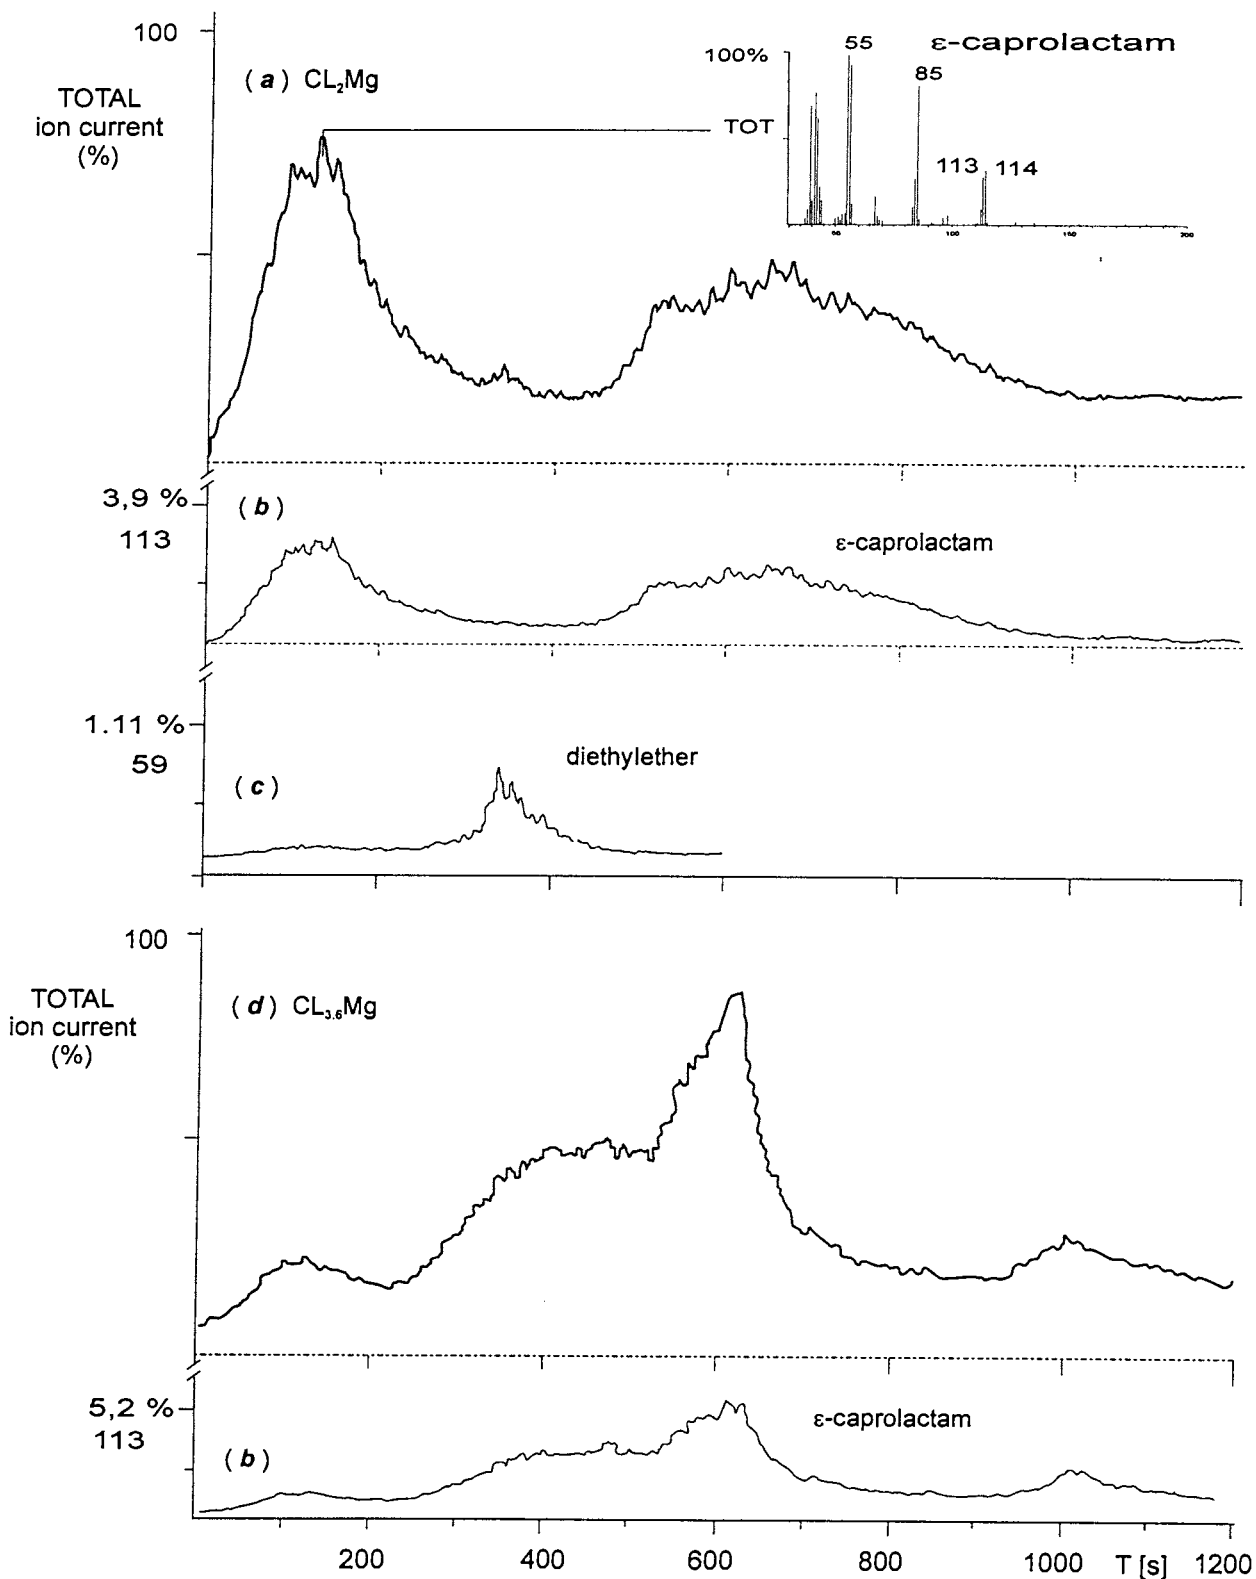 100
TOTAL
ion current
(%)
(a) CL₂Mg
100%
TOT
55
ε-caprolactam
85
113
114
50
100
150
200
3,9 %
113
(b)
ε-caprolactam
1.11 %
59
(c)
diethylether
100
TOTAL
ion current
(%)
(d) CL₃.₆Mg
5,2 %
113
(b)
ε-caprolactam
200
400
600
800
1000
T [s]
1200